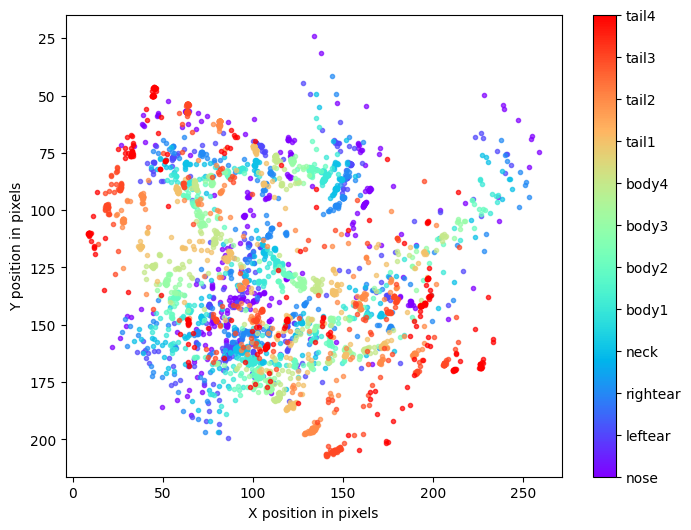 25
50
75
100
125
150
175
200
Y position in pixels
0
50
100
150
200
250
X position in pixels
tail4
tail3
tail2
tail1
body4
body3
body2
body1
neck
rightear
leftear
nose